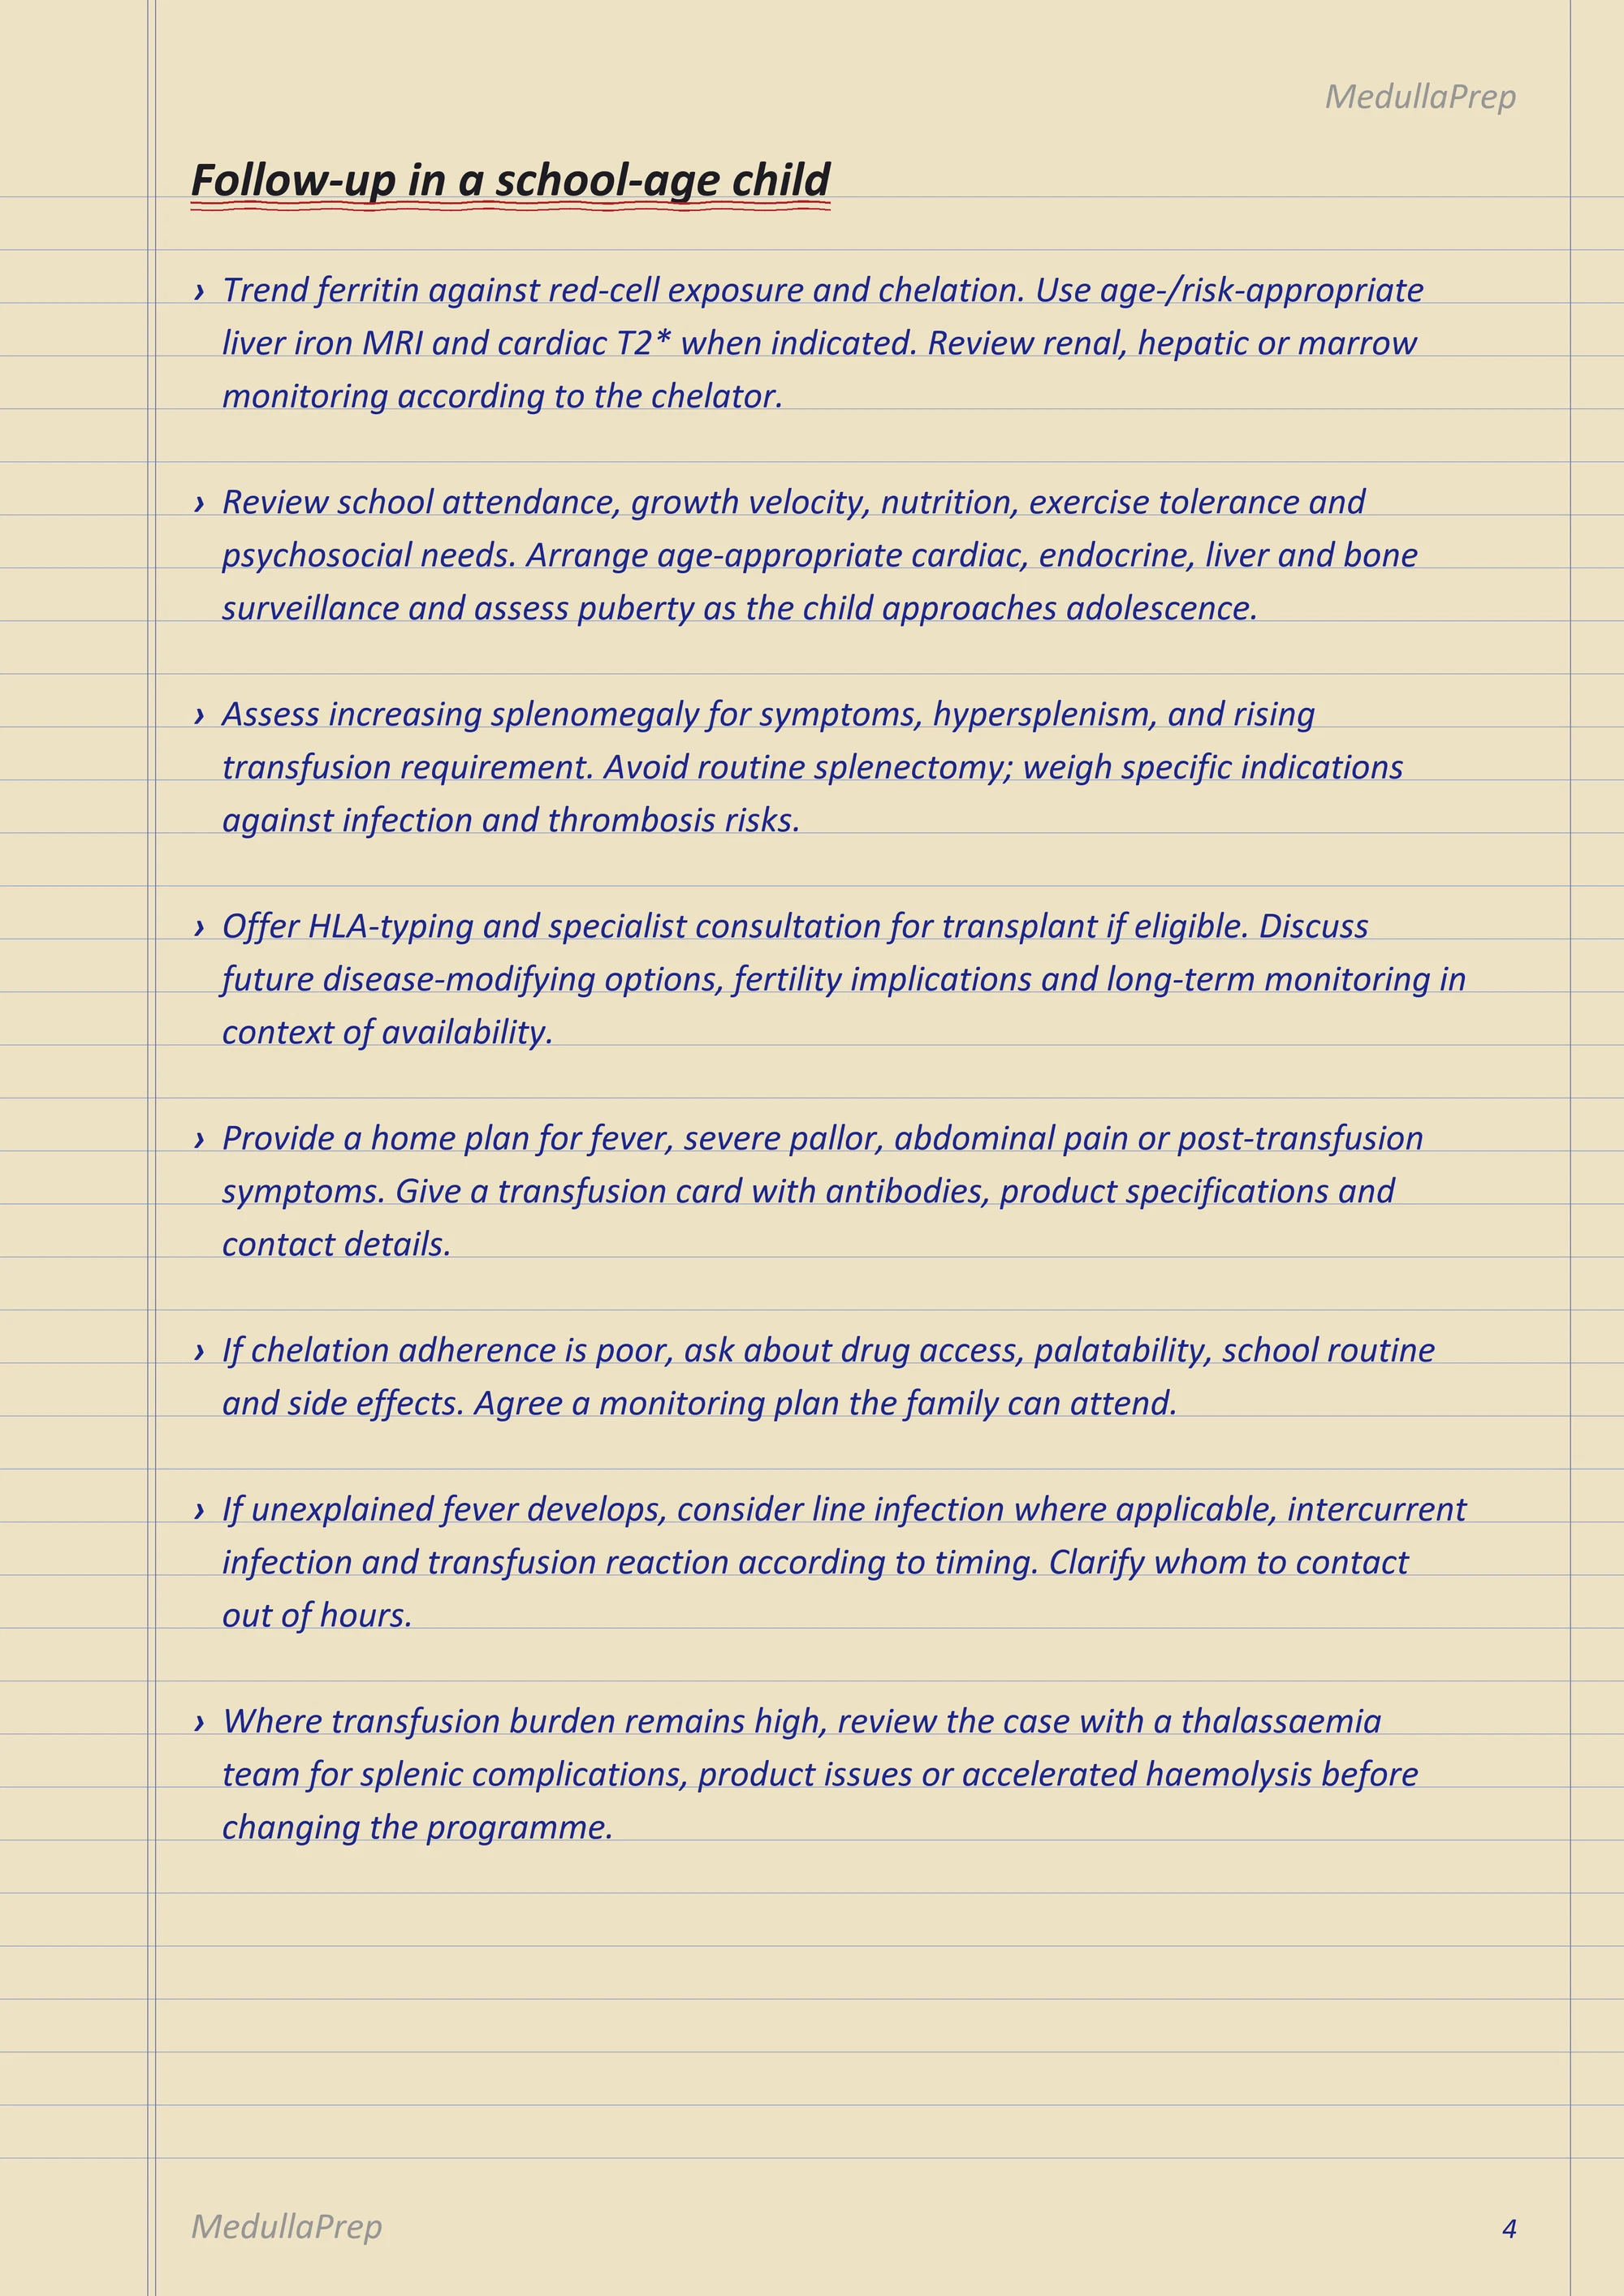 MedullaPrep
Follow-up in a school-age child
› Trend ferritin against red-cell exposure and chelation. Use age-/risk-appropriate
liver iron MRI and cardiac T2* when indicated. Review renal, hepatic or marrow
monitoring according to the chelator.
› Review school attendance, growth velocity, nutrition, exercise tolerance and
psychosocial needs. Arrange age-appropriate cardiac, endocrine, liver and bone
surveillance and assess puberty as the child approaches adolescence.
› Assess increasing splenomegaly for symptoms, hypersplenism, and rising
transfusion requirement. Avoid routine splenectomy; weigh specific indications
against infection and thrombosis risks.
› Offer HLA-typing and specialist consultation for transplant if eligible. Discuss
future disease-modifying options, fertility implications and long-term monitoring in
context of availability.
› Provide a home plan for fever, severe pallor, abdominal pain or post-transfusion
symptoms. Give a transfusion card with antibodies, product specifications and
contact details.
› If chelation adherence is poor, ask about drug access, palatability, school routine
and side effects. Agree a monitoring plan the family can attend.
› If unexplained fever develops, consider line infection where applicable, intercurrent
infection and transfusion reaction according to timing. Clarify whom to contact
out of hours.
› Where transfusion burden remains high, review the case with a thalassaemia
team for splenic complications, product issues or accelerated haemolysis before
changing the programme.
MedullaPrep
4